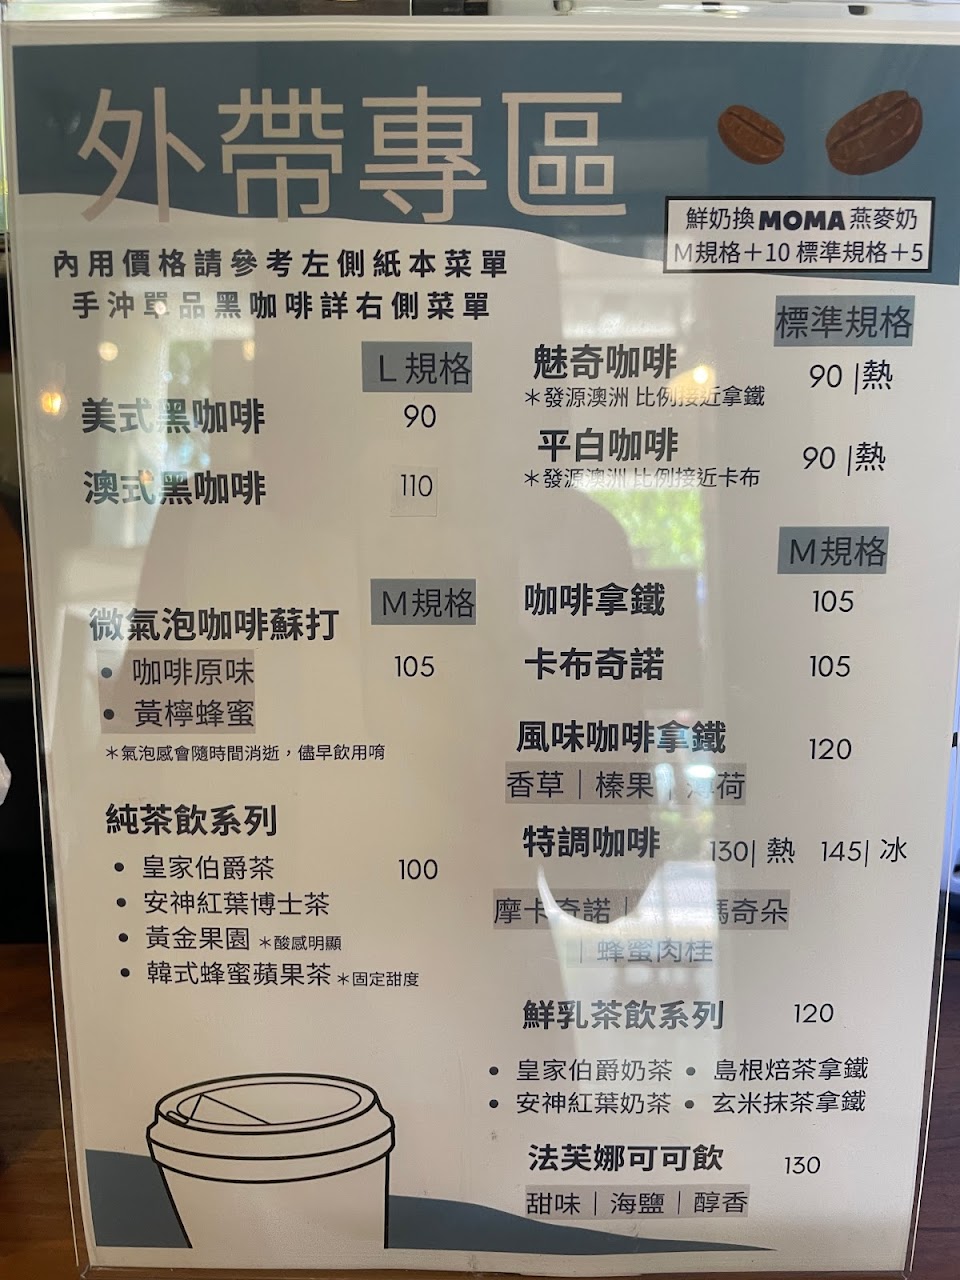 外帶專區
鮮奶換MOMA燕麥奶
M規格＋10 標準規格＋5
內用價格請參考左側紙本菜單
手沖單品黑咖啡詳右側菜單
L規格
美式黑咖啡 90
澳式黑咖啡 110
M規格
微氣泡咖啡蘇打
• 咖啡原味 105
• 黃檸蜂蜜
＊氣泡感會隨時間消逝，儘早飲用唷
純茶飲系列
• 皇家伯爵茶 100
• 安神紅葉博士茶
• 黃金果園 ＊酸感明顯
• 韓式蜂蜜蘋果茶 ＊固定甜度
標準規格
魅奇咖啡 90 |熱
＊發源澳洲 比例接近拿鐵
平白咖啡 90 |熱
＊發源澳洲 比例接近卡布
M規格
咖啡拿鐵 105
卡布奇諾 105
風味咖啡拿鐵 120
香草｜榛果｜薄荷
特調咖啡 130| 熱 145| 冰
摩卡奇諾｜瑪奇朵
｜蜂蜜肉桂
鮮乳茶飲系列 120
• 皇家伯爵奶茶 • 島根焙茶拿鐵
• 安神紅葉奶茶 • 玄米抹茶拿鐵
法芙娜可可飲 130
甜味｜海鹽｜醇香